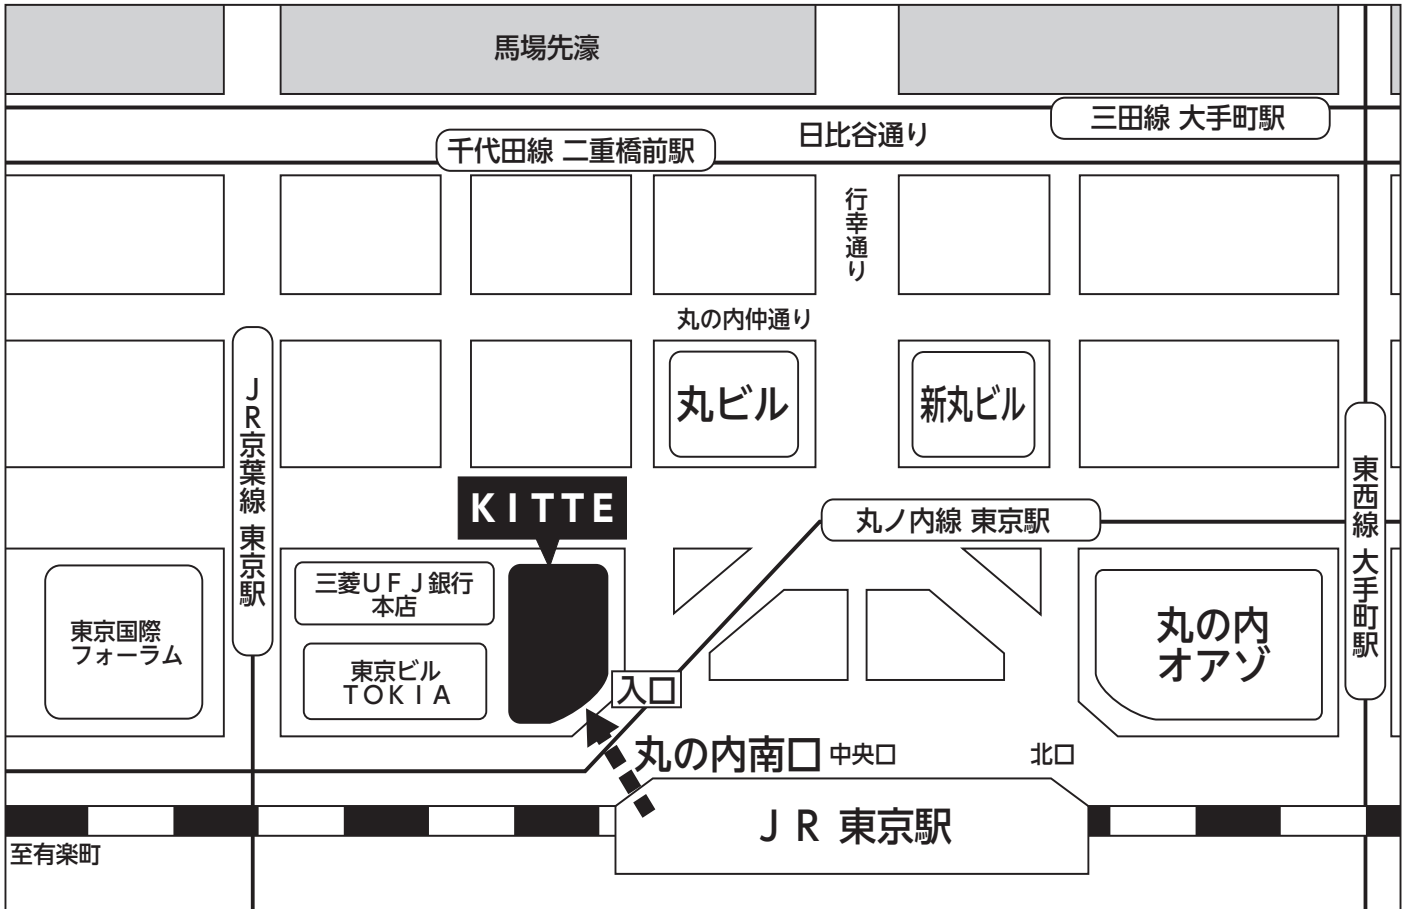 馬場先濠
三田線 大手町駅
日比谷通り
千代田線 二重橋前駅
行幸通り
丸の内仲通り
丸ビル
新丸ビル
JR京葉線 東京駅
東西線 大手町駅
KITTE
丸ノ内線 東京駅
三菱UFJ銀行
本店
東京国際
フォーラム
東京ビル
TOKIA
丸の内
オアゾ
入口
丸の内南口
中央口
北口
JR 東京駅
至有楽町